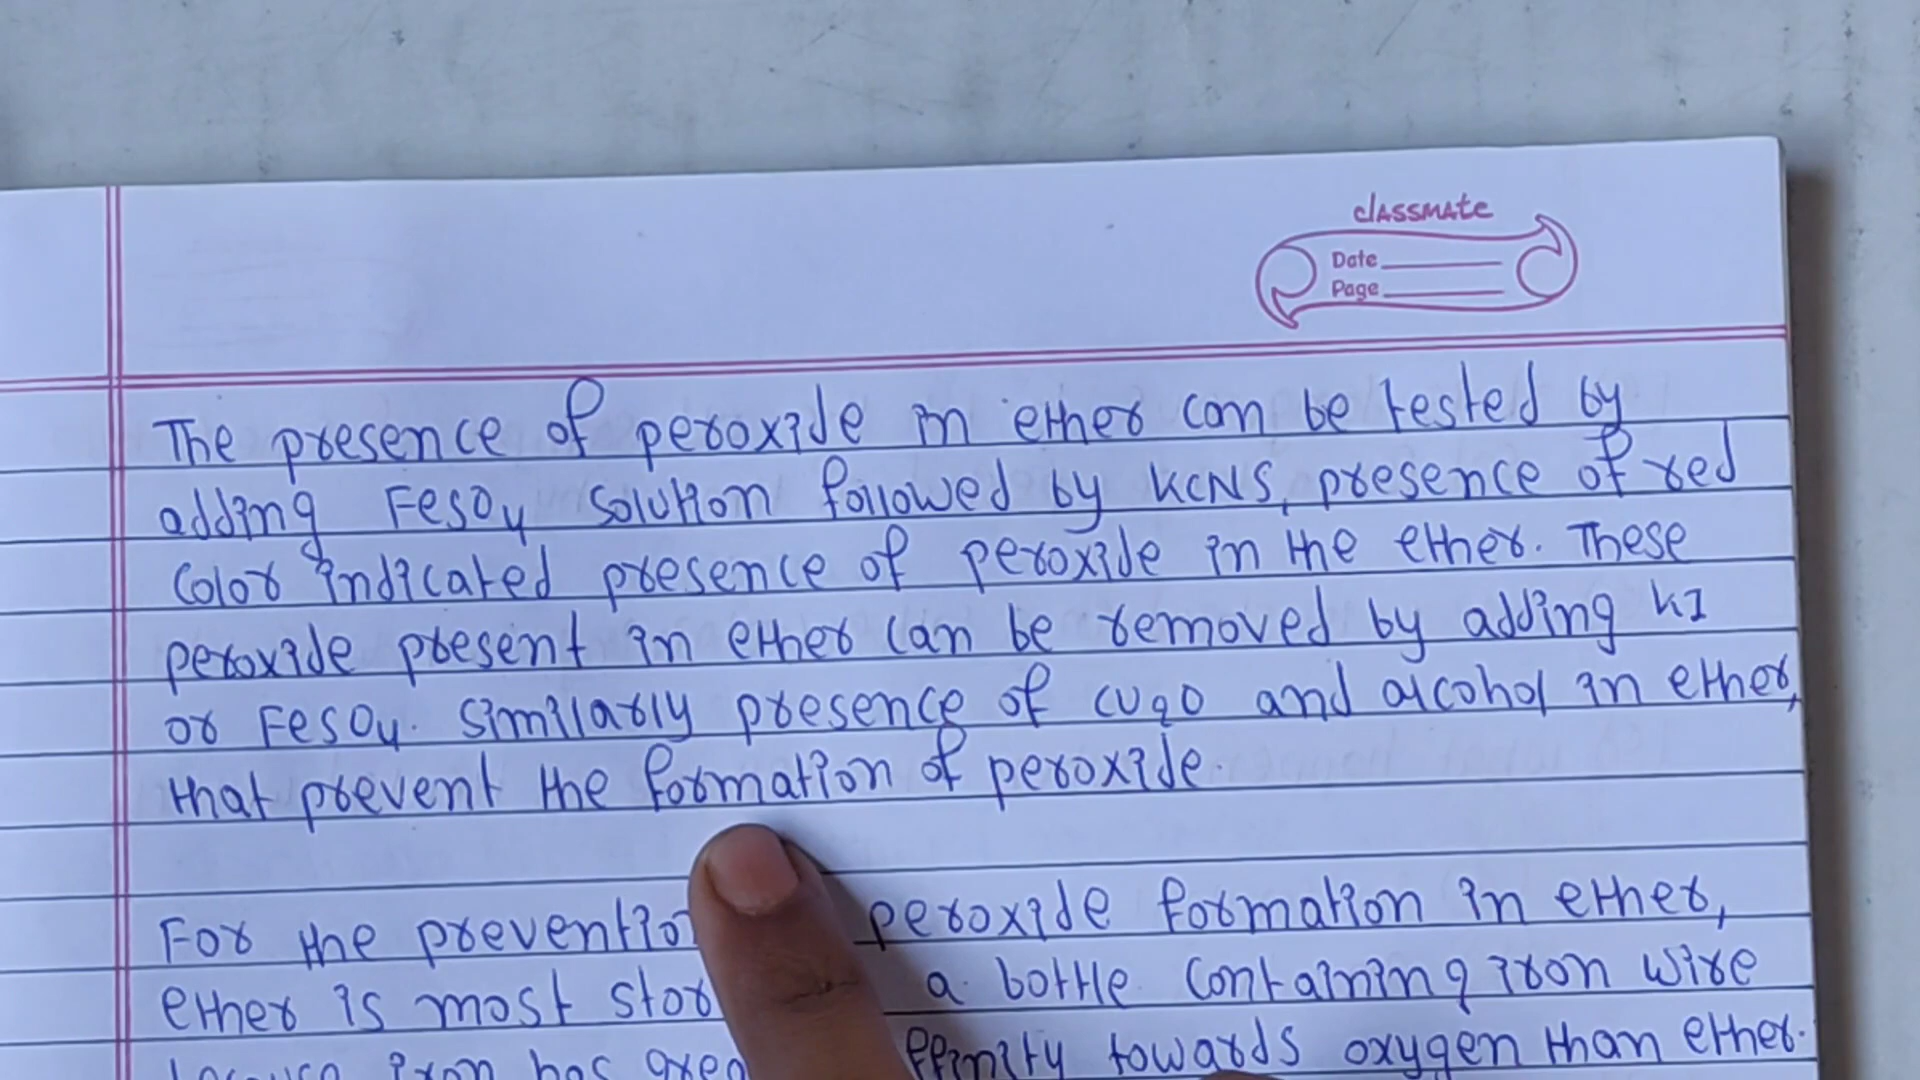 classmate
Date
Page
The presence of peroxide in ether can be tested by
adding FeSO4 solution followed by KCNS, presence of red
color indicated presence of peroxide in the ether. These
peroxide present in ether can be removed by adding KI
or FeSO4. Similarly presence of Cu2O and alcohol in ether,
that prevent the formation of peroxide.
For the prevention peroxide formation in ether,
ether is most a bottle containing iron wire
iron has towards oxygen than ether.